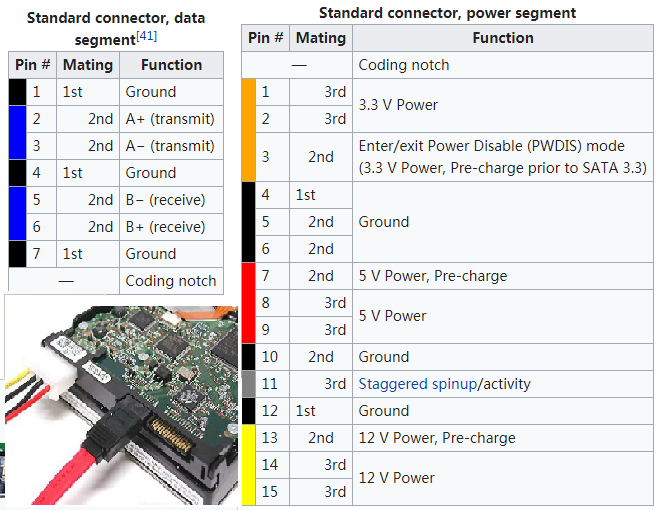 Standard connector, data
segment[41]
Pin # Mating Function
1 1st Ground
2 2nd A+ (transmit)
3 2nd A− (transmit)
4 1st Ground
5 2nd B− (receive)
6 2nd B+ (receive)
7 1st Ground
— Coding notch
Standard connector, power segment
Pin # Mating Function
— Coding notch
1 3rd 3.3 V Power
2 3rd
3 2nd Enter/exit Power Disable (PWDIS) mode
(3.3 V Power, Pre-charge prior to SATA 3.3)
4 1st Ground
5 2nd
6 2nd
7 2nd 5 V Power, Pre-charge
8 3rd 5 V Power
9 3rd
10 2nd Ground
11 3rd Staggered spinup/activity
12 1st Ground
13 2nd 12 V Power, Pre-charge
14 3rd 12 V Power
15 3rd